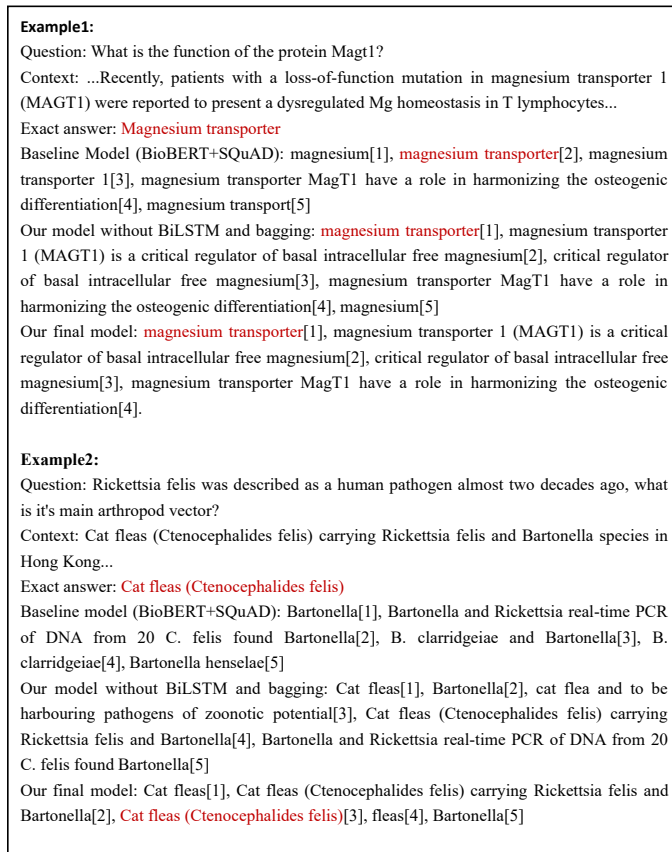 Example1:
Question: What is the function of the protein Magt1?
Context: ...Recently, patients with a loss-of-function mutation in magnesium transporter 1
(MAGT1) were reported to present a dysregulated Mg homeostasis in T lymphocytes...
Exact answer: Magnesium transporter
Baseline Model (BioBERT+SQuAD): magnesium[1], magnesium transporter[2], magnesium
transporter 1[3], magnesium transporter MagT1 have a role in harmonizing the osteogenic
differentiation[4], magnesium transport[5]
Our model without BiLSTM and bagging: magnesium transporter[1], magnesium transporter
1 (MAGT1) is a critical regulator of basal intracellular free magnesium[2], critical regulator
of basal intracellular free magnesium[3], magnesium transporter MagT1 have a role in
harmonizing the osteogenic differentiation[4], magnesium[5]
Our final model: magnesium transporter[1], magnesium transporter 1 (MAGT1) is a critical
regulator of basal intracellular free magnesium[2], critical regulator of basal intracellular free
magnesium[3], magnesium transporter MagT1 have a role in harmonizing the osteogenic
differentiation[4].
Example2:
Question: Rickettsia felis was described as a human pathogen almost two decades ago, what
is it's main arthropod vector?
Context: Cat fleas (Ctenocephalides felis) carrying Rickettsia felis and Bartonella species in
Hong Kong...
Exact answer: Cat fleas (Ctenocephalides felis)
Baseline model (BioBERT+SQuAD): Bartonella[1], Bartonella and Rickettsia real-time PCR
of DNA from 20 C. felis found Bartonella[2], B. clarridgeiae and Bartonella[3], B.
clarridgeiae[4], Bartonella henselae[5]
Our model without BiLSTM and bagging: Cat fleas[1], Bartonella[2], cat flea and to be
harbouring pathogens of zoonotic potential[3], Cat fleas (Ctenocephalides felis) carrying
Rickettsia felis and Bartonella[4], Bartonella and Rickettsia real-time PCR of DNA from 20
C. felis found Bartonella[5]
Our final model: Cat fleas[1], Cat fleas (Ctenocephalides felis) carrying Rickettsia felis and
Bartonella[2], Cat fleas (Ctenocephalides felis)[3], fleas[4], Bartonella[5]